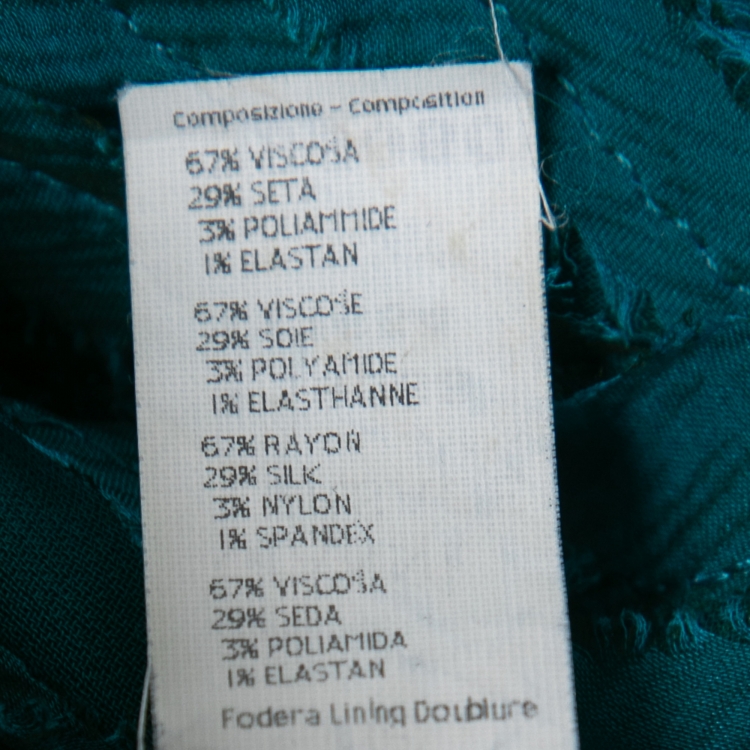 Composizione - Composition
67% VISCOSA
29% SETA
3% POLIAMMIDE
1% ELASTAN
67% VISCOSE
29% SOIE
3% POLYAMIDE
1% ELASTHANNE
67% RAYON
29% SILK
3% NYLON
1% SPANDEX
67% VISCOSA
29% SEDA
3% POLIAMIDA
1% ELASTAN
Fodera Lining Doublure